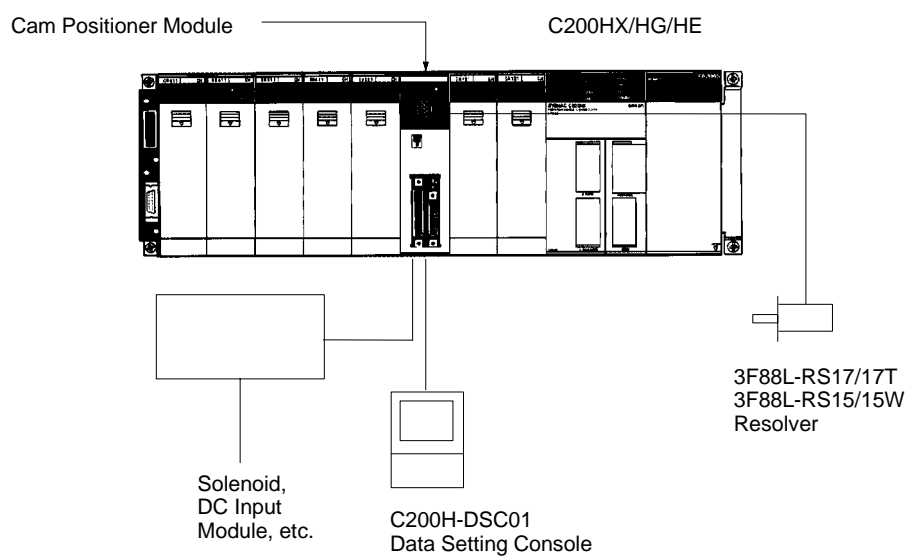 Cam Positioner Module
C200HX/HG/HE
3F88L-RS17/17T
3F88L-RS15/15W
Resolver
Solenoid,
DC Input
Module, etc.
C200H-DSC01
Data Setting Console